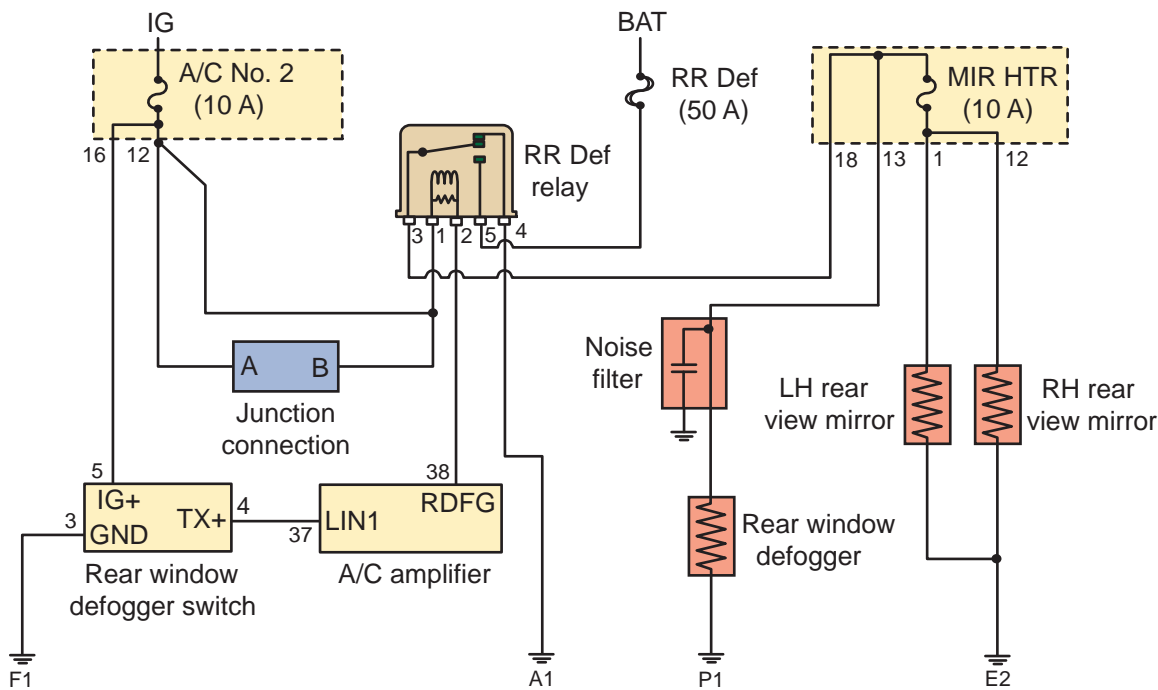 IG
BAT
A/C No. 2
(10 A)
RR Def
(50 A)
MIR HTR
(10 A)
16
12
RR Def
relay
18
13
1
12
3
1
2
5
4
Noise
filter
A
B
Junction
connection
LH rear
view mirror
RH rear
view mirror
5
38
IG+
GND
TX+
3
4
37
LIN1
RDFG
Rear window
defogger switch
A/C amplifier
Rear window
defogger
F1
A1
P1
E2